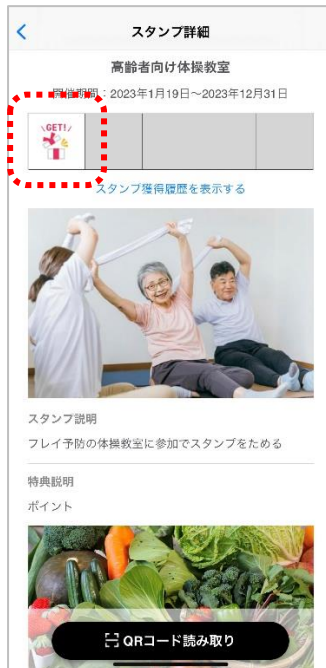 スタンプ詳細
高齢者向け体操教室
開催期間：2023年1月19日～2023年12月31日
GET!
スタンプ獲得履歴を表示する
スタンプ説明
フレイ予防の体操教室に参加でスタンプをためる
特典説明
ポイント
QRコード読み取り